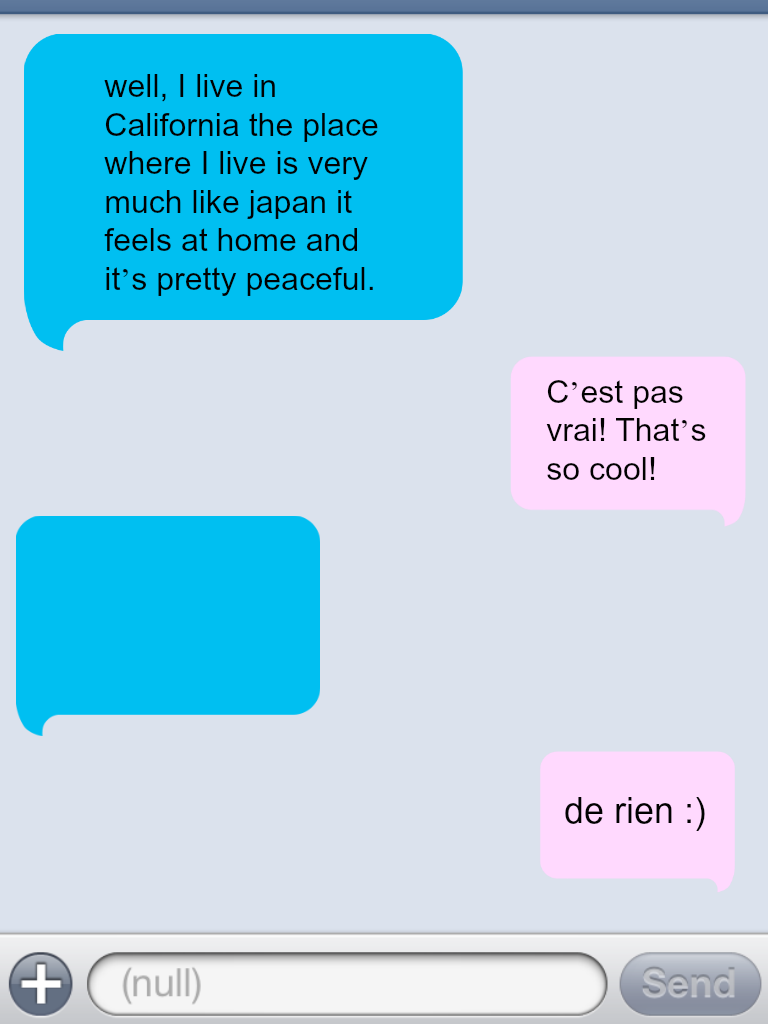 well, I live in
California the place
where I live is very
much like japan it
feels at home and
it’s pretty peaceful.
C’est pas
vrai! That’s
so cool!
de rien :)
(null)
Send